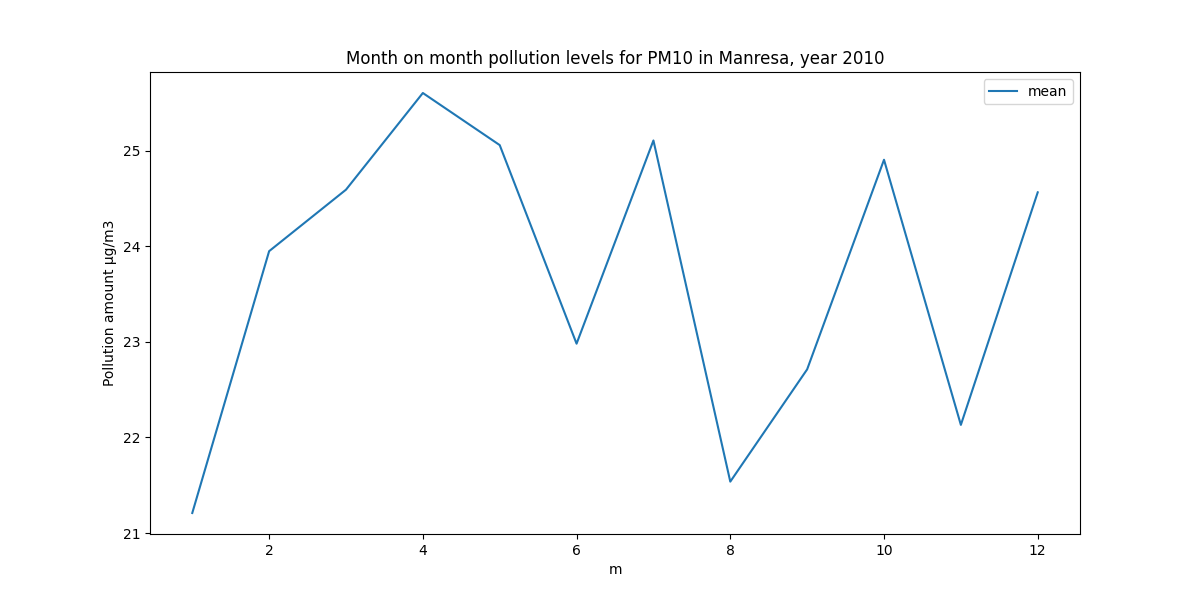 Month on month pollution levels for PM10 in Manresa, year 2010
mean
25
24
23
22
21
Pollution amount µg/m3
2 4 6 8 10 12
m